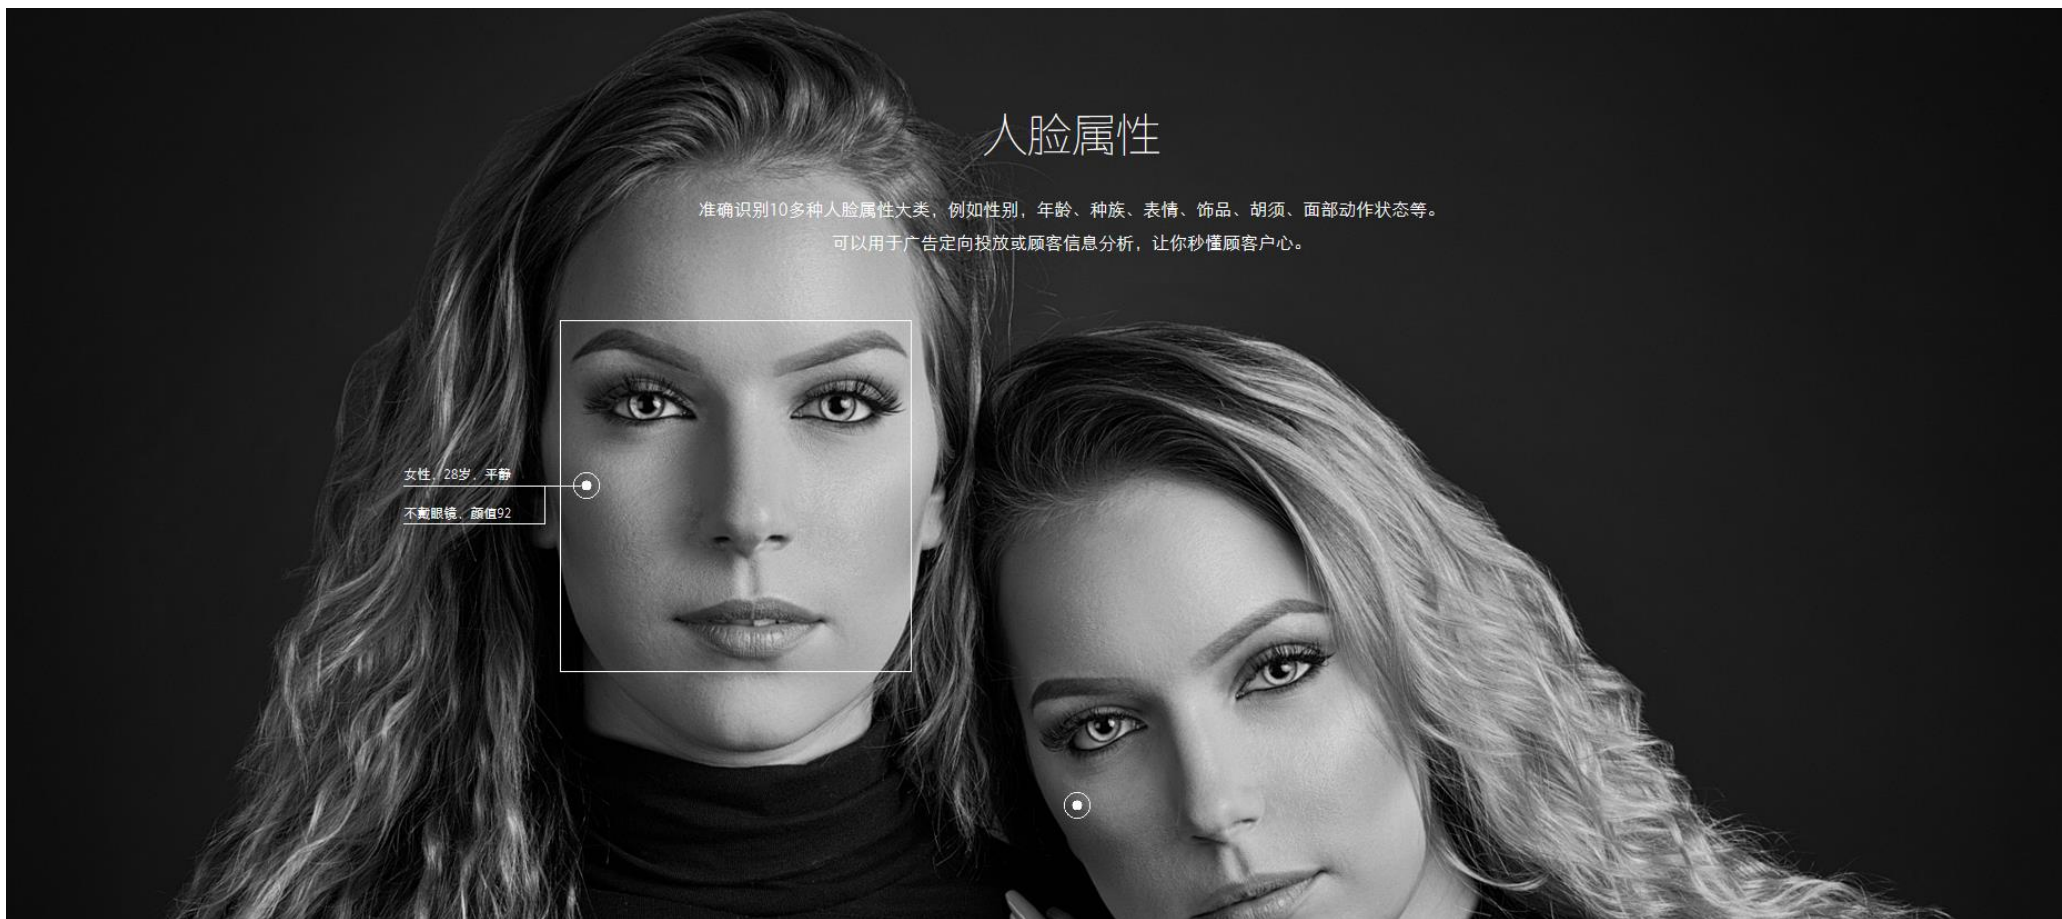 人脸属性
准确识别10多种人脸属性大类，例如性别，年龄、种族、表情、饰品、胡须、面部动作状态等。
可以用于广告定向投放或顾客信息分析，让你秒懂顾客户心。
女性、28岁、平静
不戴眼镜、颜值92